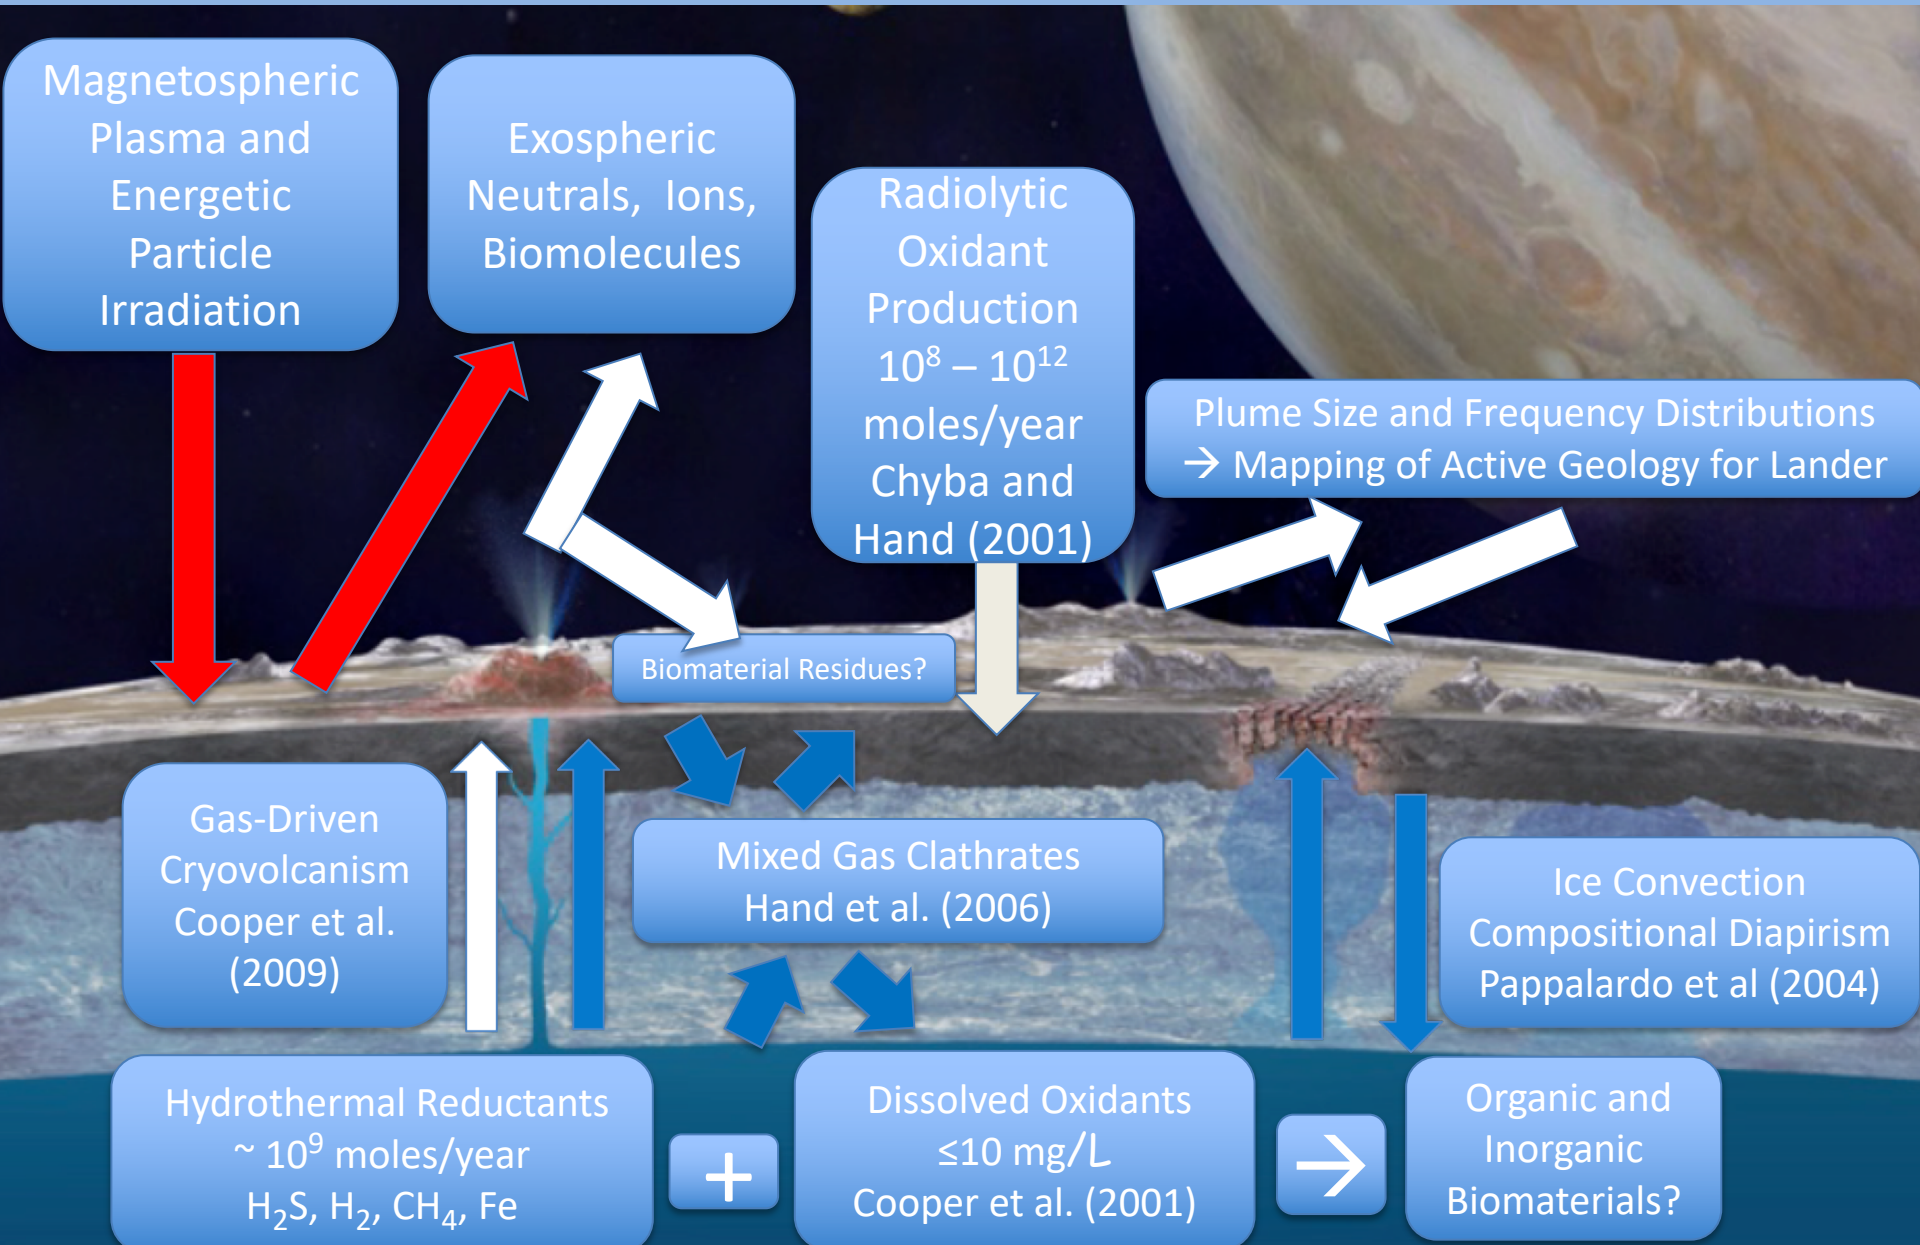 Magnetospheric
Plasma and
Energetic
Particle
Irradiation
Exospheric
Neutrals, Ions,
Biomolecules
Radiolytic
Oxidant
Production
10⁸ – 10¹²
moles/year
Chyba and
Hand (2001)
Plume Size and Frequency Distributions
→ Mapping of Active Geology for Lander
Biomaterial Residues?
Gas-Driven
Cryovolcanism
Cooper et al.
(2009)
Mixed Gas Clathrates
Hand et al. (2006)
Ice Convection
Compositional Diapirism
Pappalardo et al (2004)
Hydrothermal Reductants
~ 10⁹ moles/year
H₂S, H₂, CH₄, Fe
+
Dissolved Oxidants
≤10 mg/L
Cooper et al. (2001)
→
Organic and
Inorganic
Biomaterials?